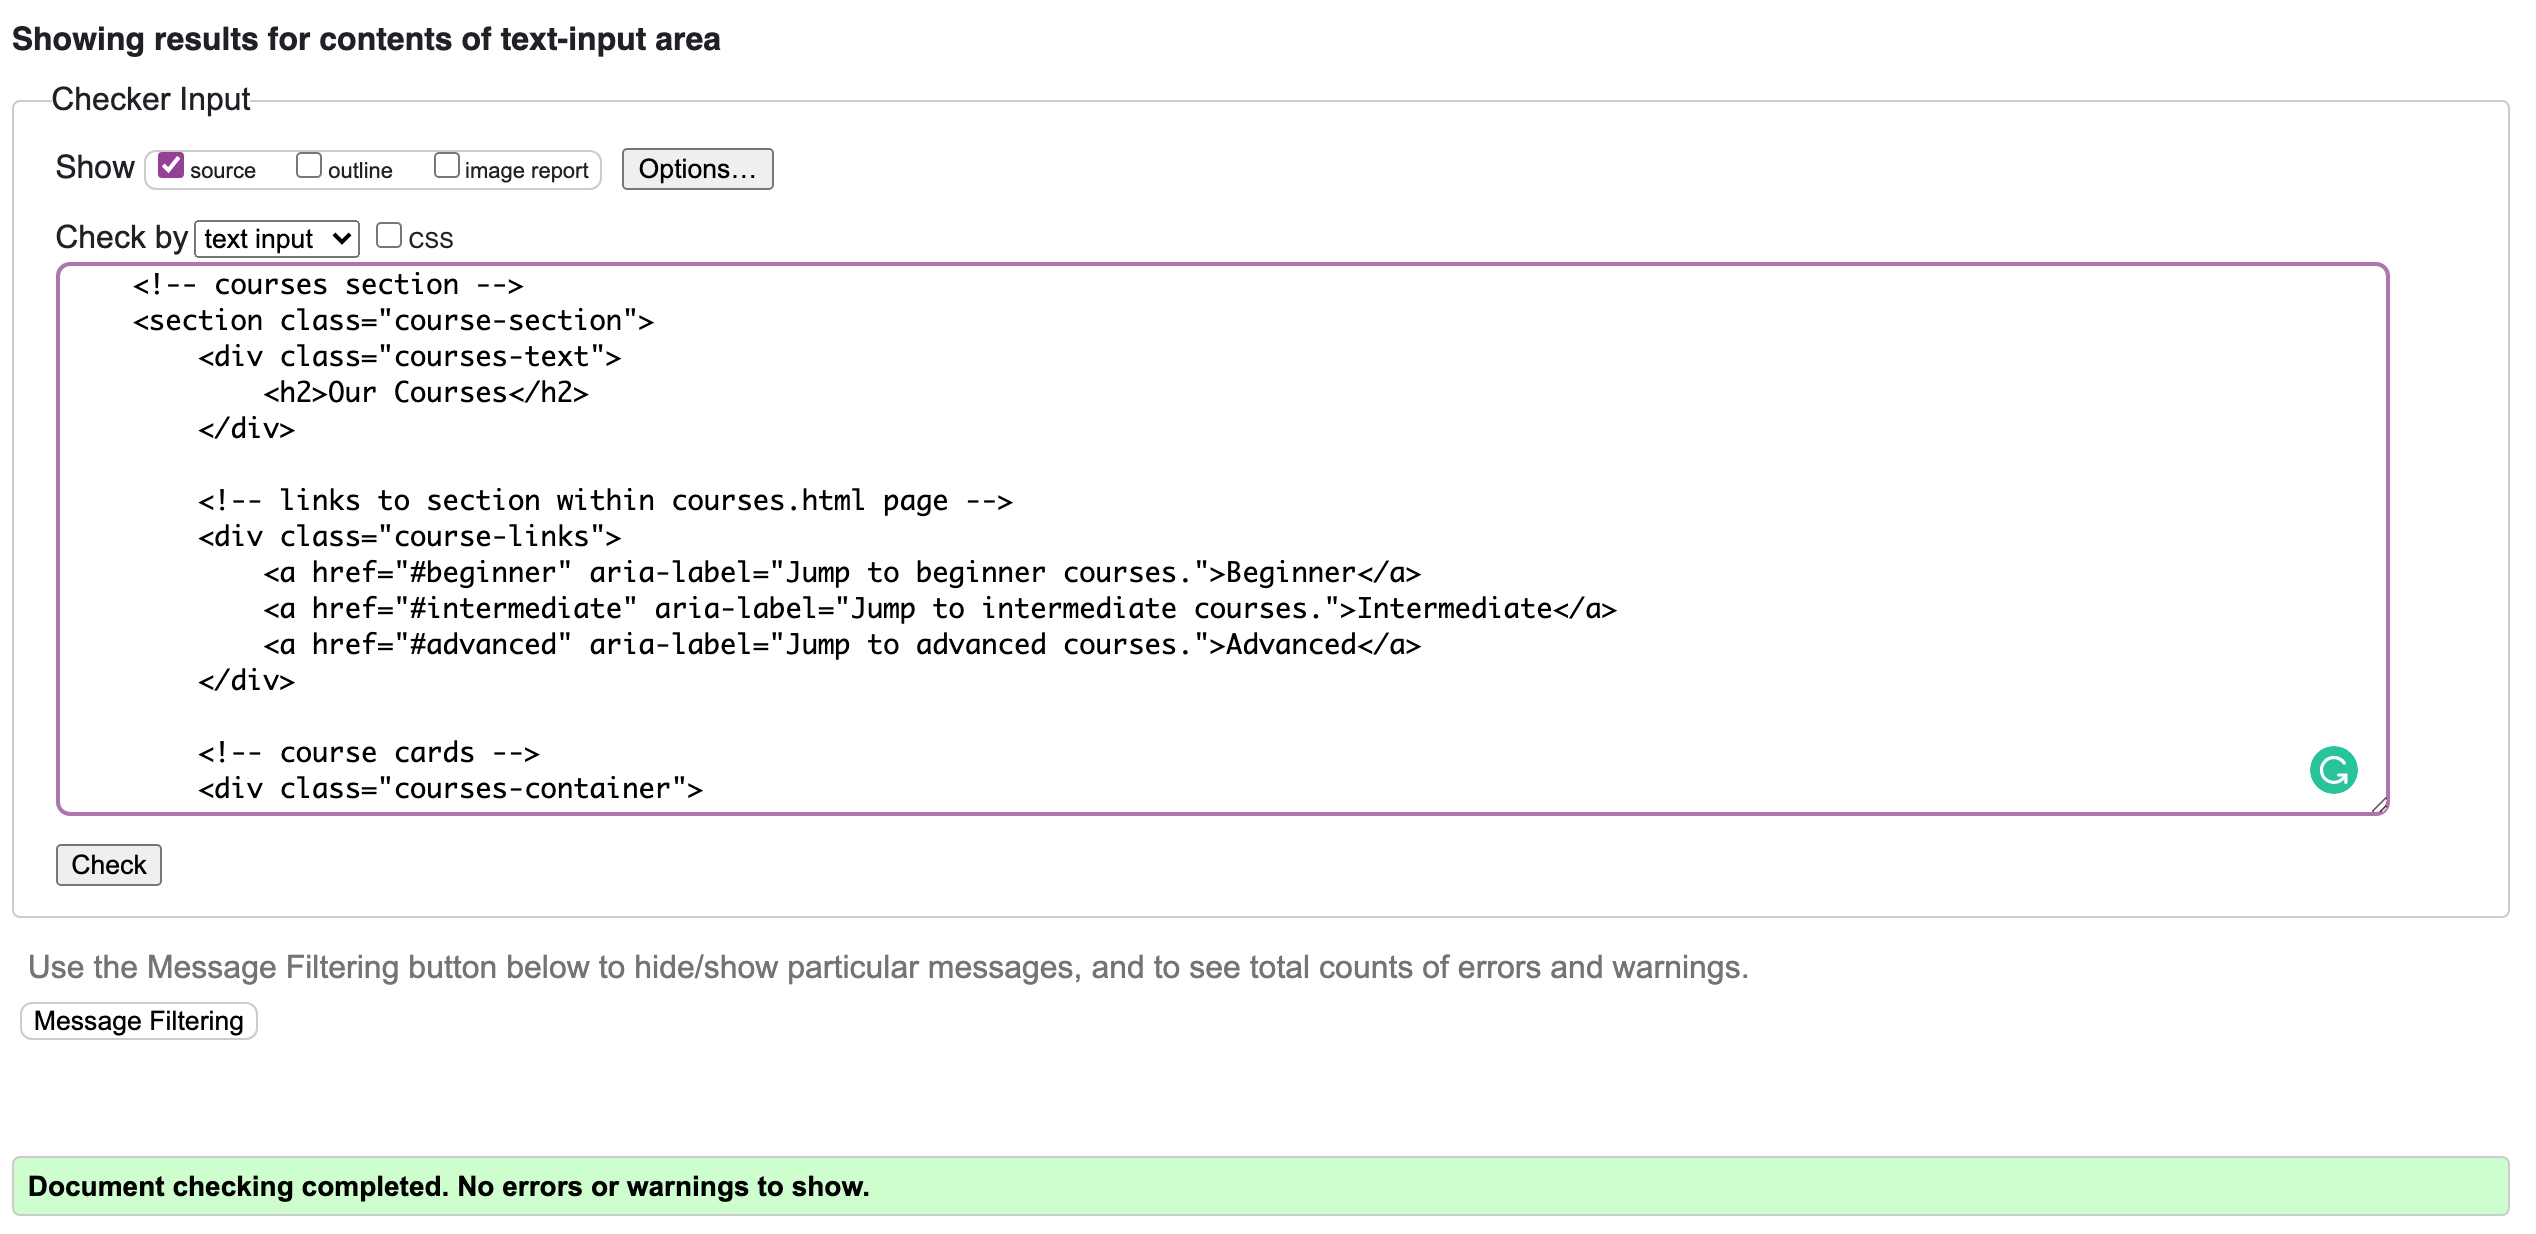 Showing results for contents of text-input area
Checker Input
Show source outline image report Options…
Check by text input css
<!-- courses section -->
<section class="course-section">
    <div class="courses-text">
        <h2>Our Courses</h2>
    </div>

    <!-- links to section within courses.html page -->
    <div class="course-links">
        <a href="#beginner" aria-label="Jump to beginner courses.">Beginner</a>
        <a href="#intermediate" aria-label="Jump to intermediate courses.">Intermediate</a>
        <a href="#advanced" aria-label="Jump to advanced courses.">Advanced</a>
    </div>

    <!-- course cards -->
    <div class="courses-container">
Check
Use the Message Filtering button below to hide/show particular messages, and to see total counts of errors and warnings.
Message Filtering
Document checking completed. No errors or warnings to show.